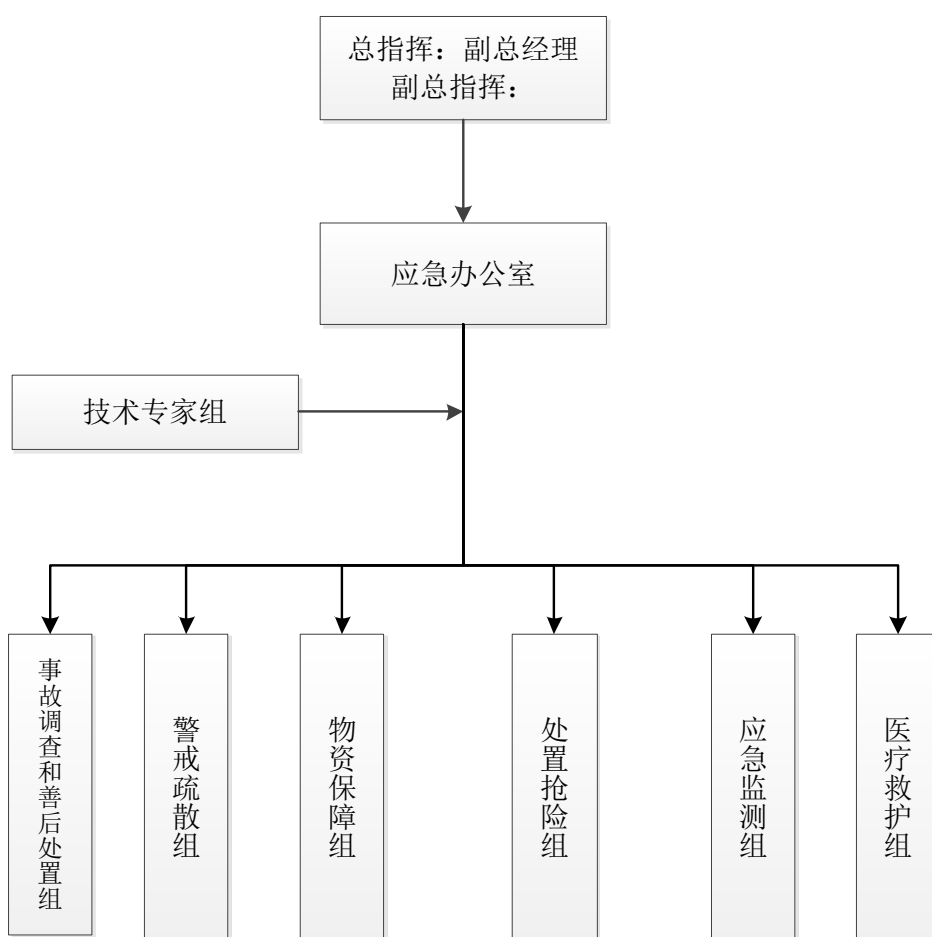 总指挥：副总经理
副总指挥：
应急办公室
技术专家组
事故调查和善后处置组
警戒疏散组
物资保障组
处置抢险组
应急监测组
医疗救护组